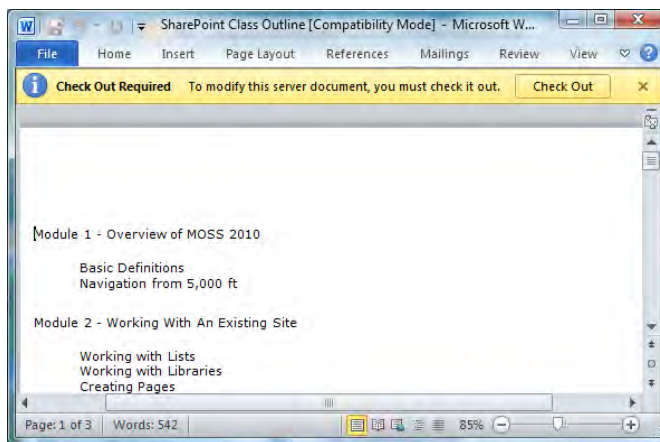 W SharePoint Class Outline [Compatibility Mode] - Microsoft W...
File Home Insert Page Layout References Mailings Review View
Check Out Required To modify this server document, you must check it out. Check Out
Module 1 - Overview of MOSS 2010
Basic Definitions
Navigation from 5,000 ft
Module 2 - Working With An Existing Site
Working with Lists
Working with Libraries
Creating Pages
Page: 1 of 3 Words: 542 85%